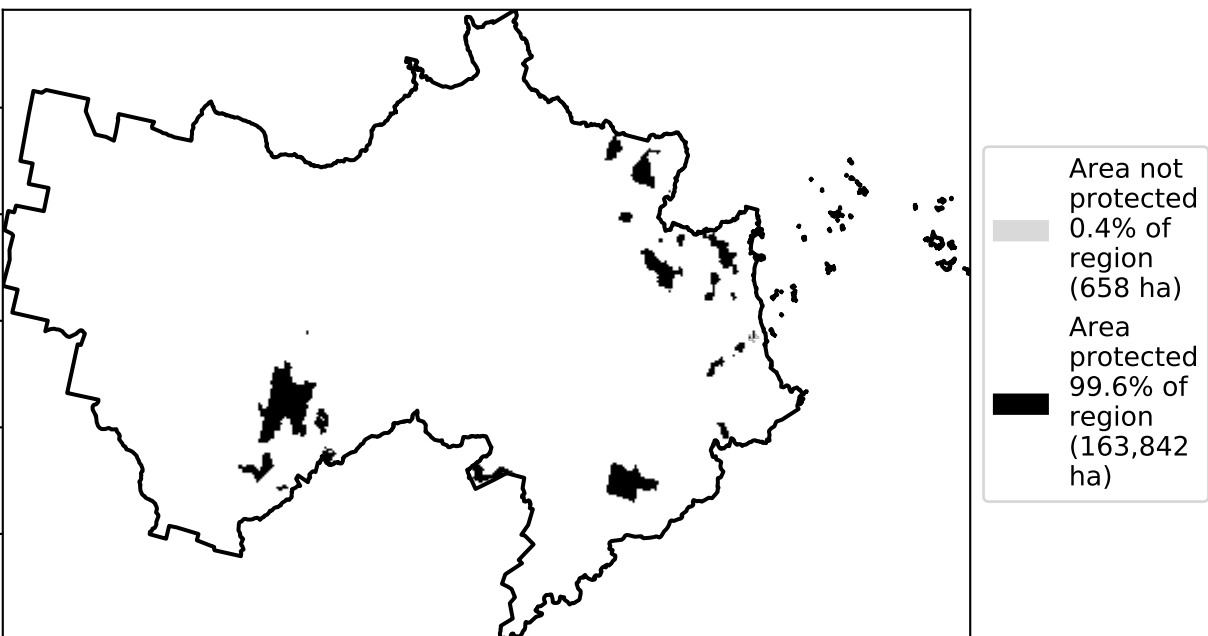 Area not
protected
0.4% of
region
(658 ha)
Area
protected
99.6% of
region
(163,842
ha)